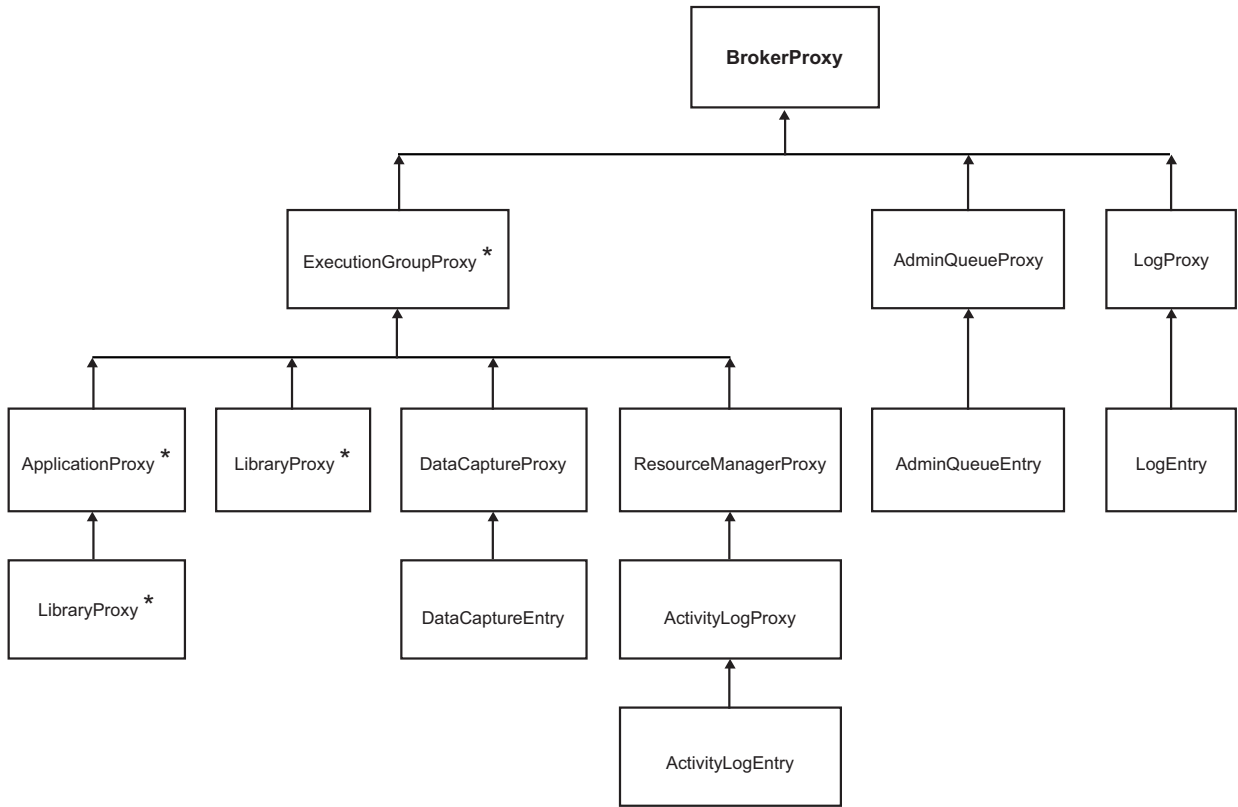 BrokerProxy
ExecutionGroupProxy *
AdminQueueProxy
LogProxy
ApplicationProxy *
LibraryProxy *
DataCaptureProxy
ResourceManagerProxy
AdminQueueEntry
LogEntry
LibraryProxy *
DataCaptureEntry
ActivityLogProxy
ActivityLogEntry